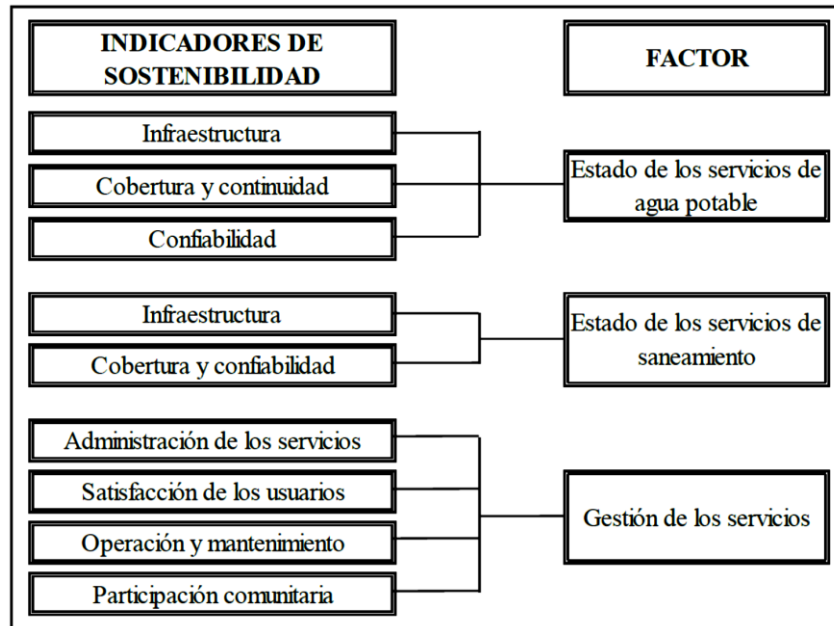 INDICADORES DE
SOSTENIBILIDAD
FACTOR
Infraestructura
Cobertura y continuidad
Confiabilidad
Estado de los servicios de
agua potable
Infraestructura
Cobertura y confiabilidad
Estado de los servicios de
saneamiento
Administración de los servicios
Satisfacción de los usuarios
Operación y mantenimiento
Participación comunitaria
Gestión de los servicios